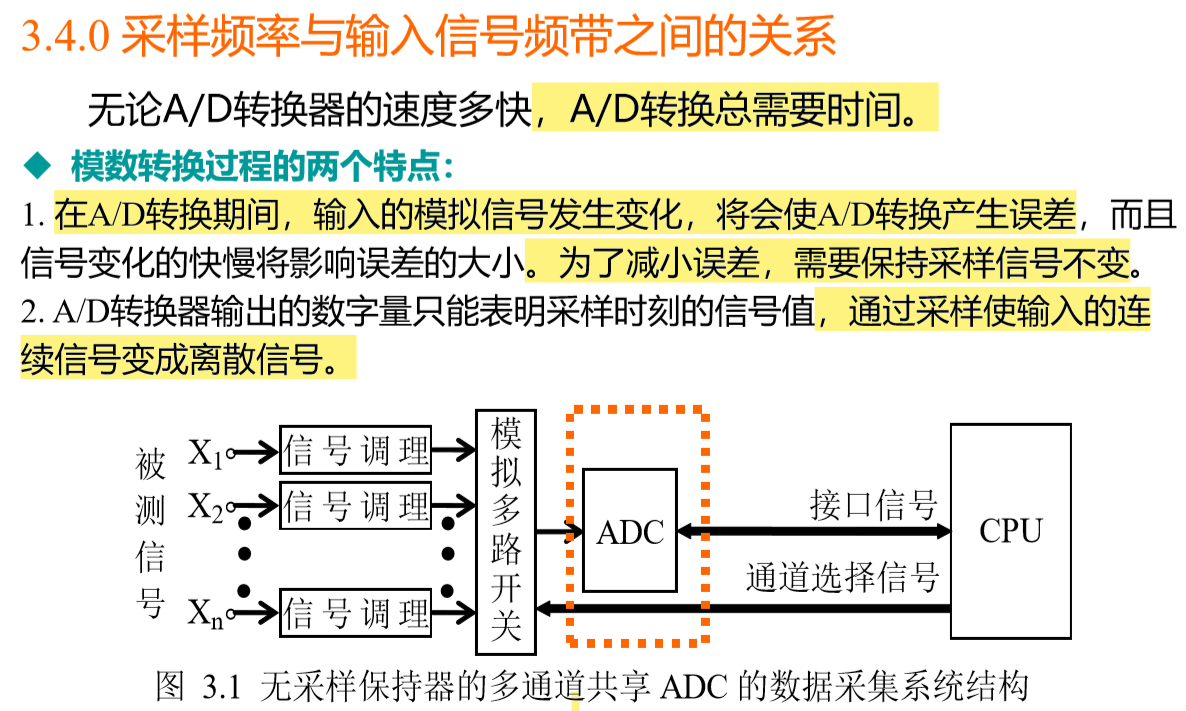 3.4.0 采样频率与输入信号频带之间的关系
无论A/D转换器的速度多快，A/D转换总需要时间。
◆ 模数转换过程的两个特点：
1. 在A/D转换期间，输入的模拟信号发生变化，将会使A/D转换产生误差，而且
信号变化的快慢将影响误差的大小。为了减小误差，需要保持采样信号不变。
2. A/D转换器输出的数字量只能表明采样时刻的信号值，通过采样使输入的连
续信号变成离散信号。
被测信号
X1
信号调理
X2
信号调理
Xn
信号调理
模拟多路开关
ADC
接口信号
通道选择信号
CPU
图 3.1 无采样保持器的多通道共享 ADC 的数据采集系统结构